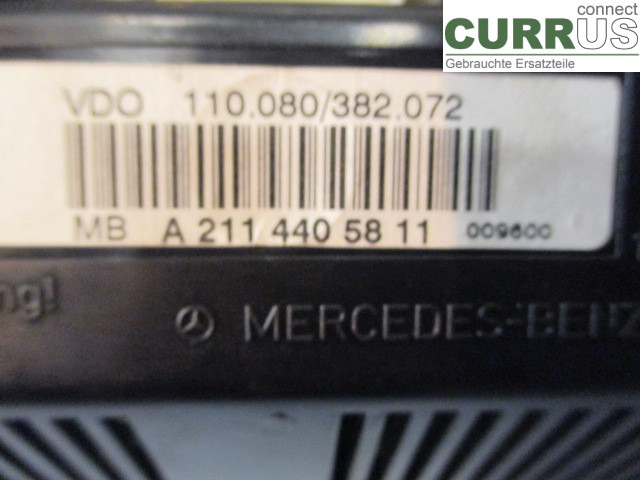 connect
CURRUS
Gebrauchte Ersatzteile
VDO 110.080/382.072
MB A 211 440 58 11 009600
ng!
MERCEDES-BENZ